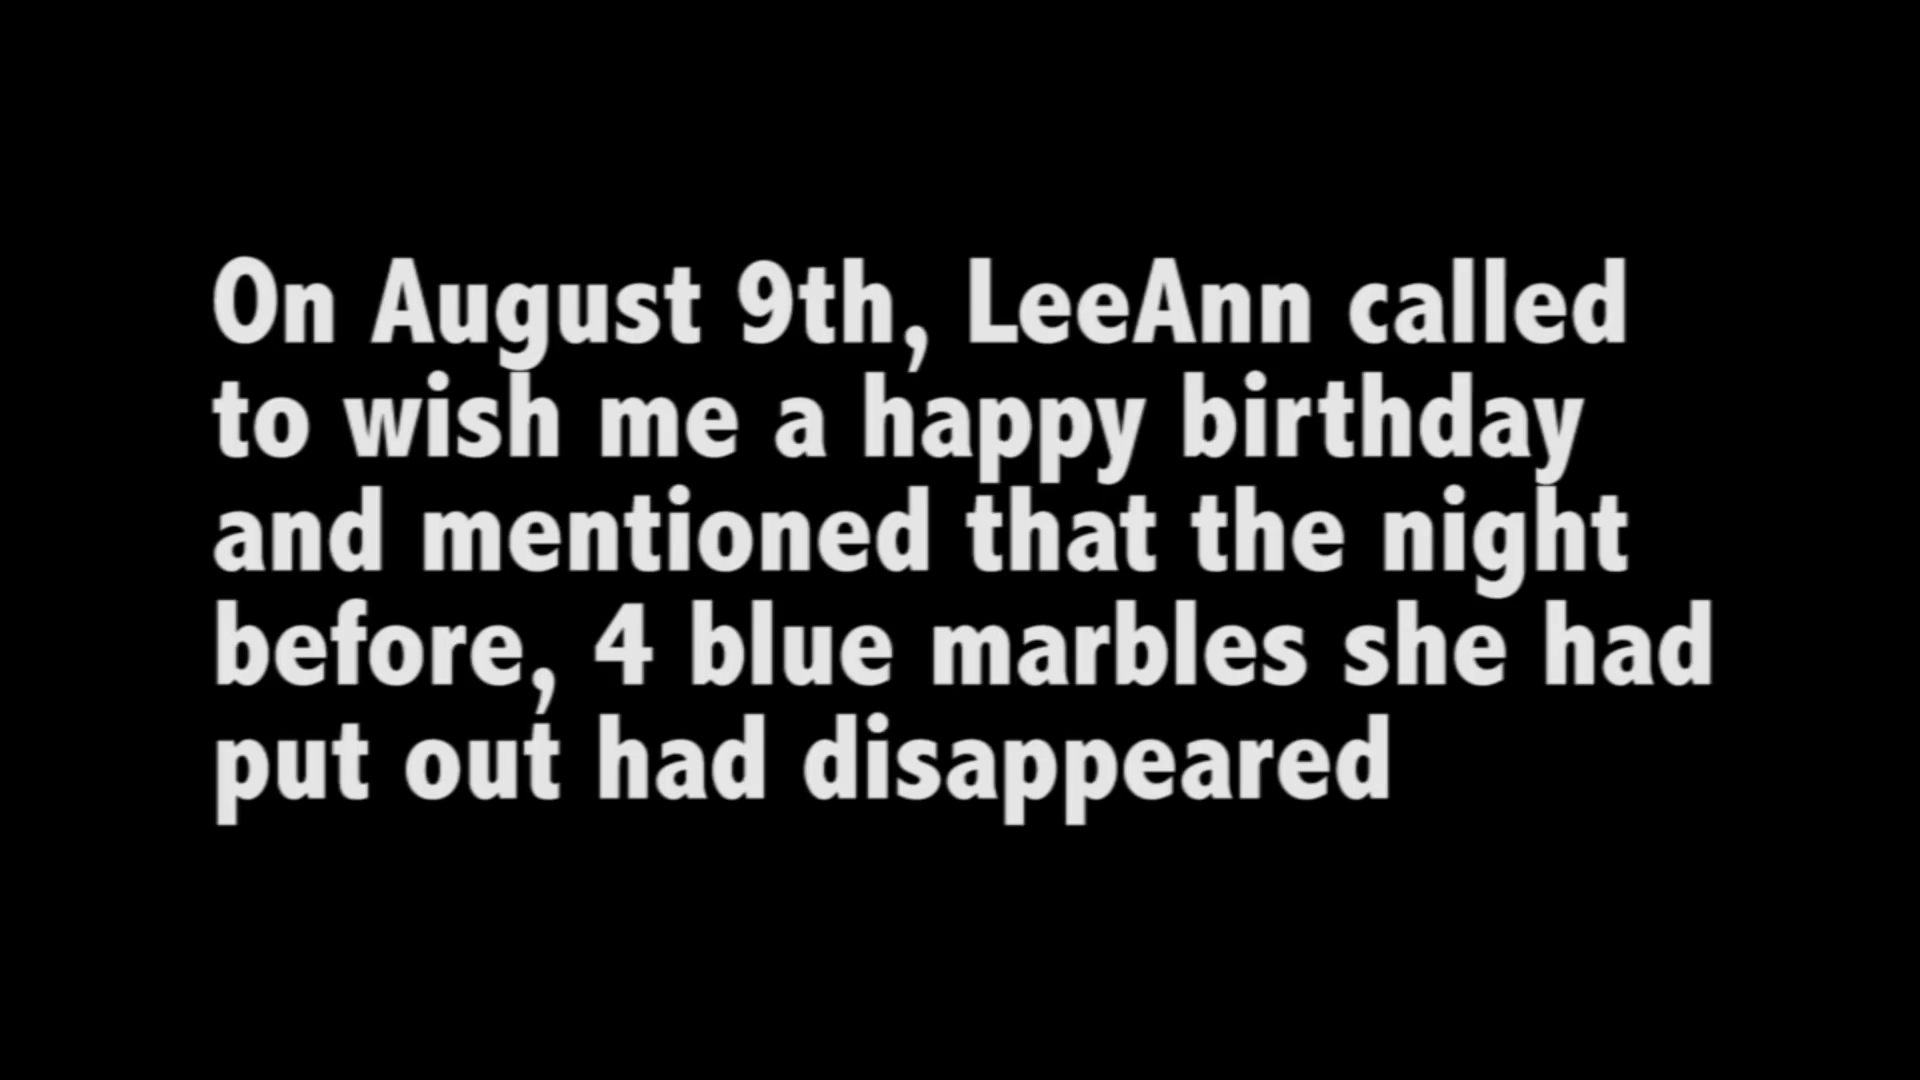 On August 9th, LeeAnn called
to wish me a happy birthday
and mentioned that the night
before, 4 blue marbles she had
put out had disappeared